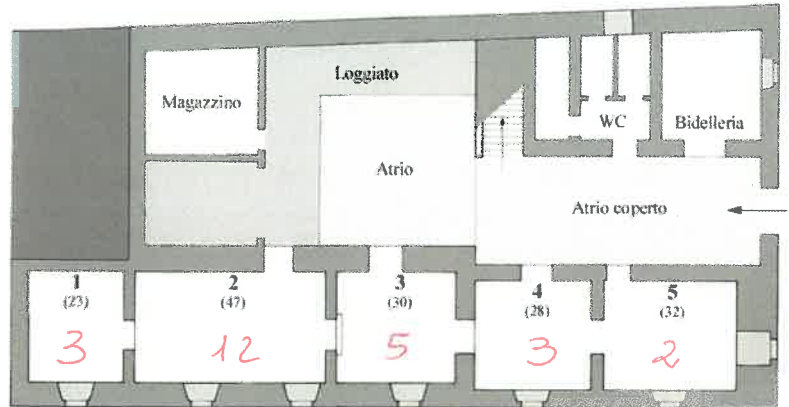 Loggiato
Magazzino
WC
Bidelleria
Atrio
Atrio coperto
1
(23)
3
2
(47)
12
3
(30)
5
4
(28)
3
5
(32)
2